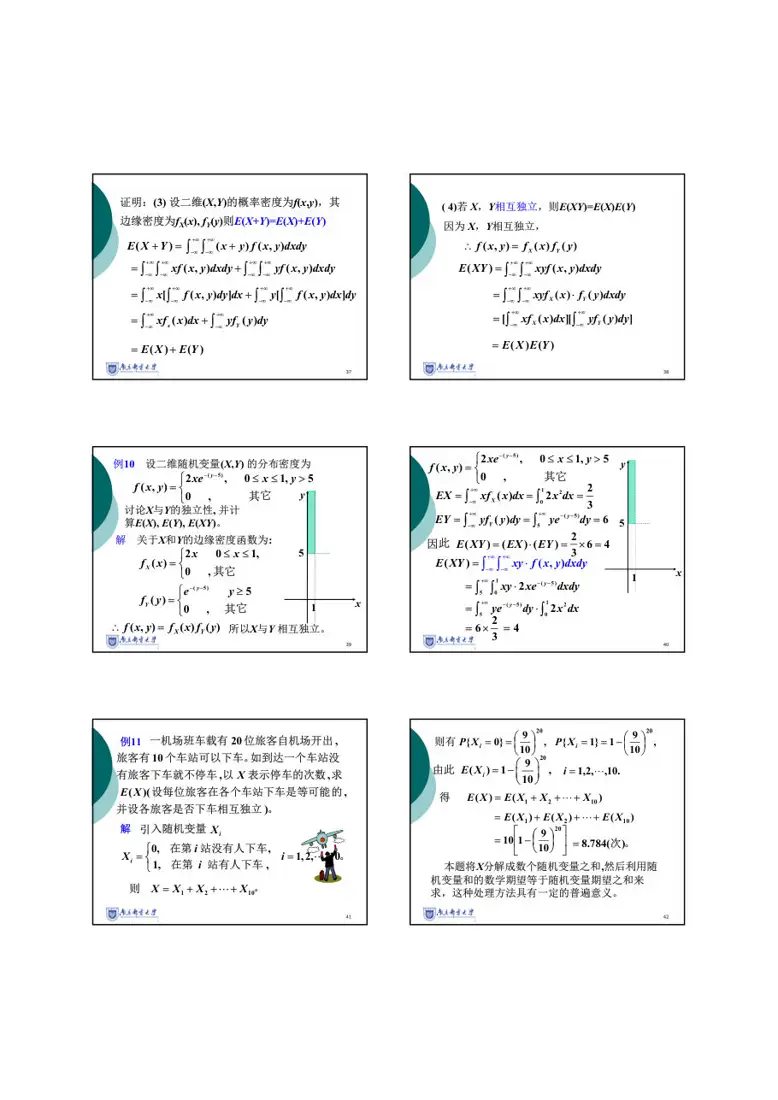 证明：(3) 设二维(X,Y)的概率密度为f(x,y)，其
边缘密度为f_X(x), f_Y(y)则E(X+Y)=E(X)+E(Y)
E(X+Y)=∫_{-∞}^{+∞}∫_{-∞}^{+∞}(x+y)f(x,y)dxdy
=∫_{-∞}^{+∞}∫_{-∞}^{+∞}xf(x,y)dxdy+∫_{-∞}^{+∞}∫_{-∞}^{+∞}yf(x,y)dxdy
=∫_{-∞}^{+∞}x[∫_{-∞}^{+∞}f(x,y)dy]dx+∫_{-∞}^{+∞}y[∫_{-∞}^{+∞}f(x,y)dx]dy
=∫_{-∞}^{+∞}xf_x(x)dx+∫_{-∞}^{+∞}yf_Y(y)dy
=E(X)+E(Y)
37
( 4)若 X，Y相互独立，则E(XY)=E(X)E(Y)
因为 X，Y相互独立，
∴ f(x,y)=f_X(x)f_Y(y)
E(XY)=∫_{-∞}^{+∞}∫_{-∞}^{+∞}xyf(x,y)dxdy
=∫_{-∞}^{+∞}∫_{-∞}^{+∞}xyf_X(x)·f_Y(y)dxdy
=[∫_{-∞}^{+∞}xf_X(x)dx][∫_{-∞}^{+∞}yf_Y(y)dy]
=E(X)E(Y)
38
例10 设二维随机变量(X,Y) 的分布密度为
f(x,y)={2xe^{-(y-5)}, 0≤x≤1, y>5
0 , 其它
讨论X与Y的独立性, 并计
算E(X), E(Y), E(XY)。
解 关于X和Y的边缘密度函数为:
f_X(x)={2x 0≤x≤1,
0 , 其它
f_Y(y)={e^{-(y-5)} y≥5
0 , 其它
∴ f(x,y)=f_X(x)f_Y(y) 所以X与Y 相互独立。
y
5
1
x
39
f(x,y)={2xe^{-(y-5)}, 0≤x≤1, y>5
0 , 其它
EX=∫_{-∞}^{+∞}xf_X(x)dx=∫_0^1 2x²dx=2/3
EY=∫_{-∞}^{+∞}yf_Y(y)dy=∫_5^{+∞}ye^{-(y-5)}dy=6
因此 E(XY)=(EX)·(EY)=2/3×6=4
E(XY)=∫_{-∞}^{+∞}∫_{-∞}^{+∞}xy·f(x,y)dxdy
=∫_5^{+∞}∫_0^1 xy·2xe^{-(y-5)}dxdy
=∫_5^{+∞}ye^{-(y-5)}dy·∫_0^1 2x²dx
=6×2/3=4
y
5
1
x
40
例11 一机场班车载有 20 位旅客自机场开出,
旅客有 10 个车站可以下车。如到达一个车站没
有旅客下车就不停车,以 X 表示停车的次数,求
E(X)(设每位旅客在各个车站下车是等可能的,
并设各旅客是否下车相互独立)。
解 引入随机变量 X_i
X_i={0, 在第 i 站没有人下车,
1, 在第 i 站有人下车, i=1,2,
则 X=X_1+X_2+⋯+X_10。
41
则有 P{X_i=0}=(9/10)^20, P{X_i=1}=1-(9/10)^20,
由此 E(X_i)=1-(9/10)^20, i=1,2,⋯,10.
得 E(X)=E(X_1+X_2+⋯+X_10)
=E(X_1)+E(X_2)+⋯+E(X_10)
=10[1-(9/10)^20]=8.784(次)。
本题将X分解成数个随机变量之和,然后利用随
机变量和的数学期望等于随机变量期望之和来
求，这种处理方法具有一定的普遍意义。
42